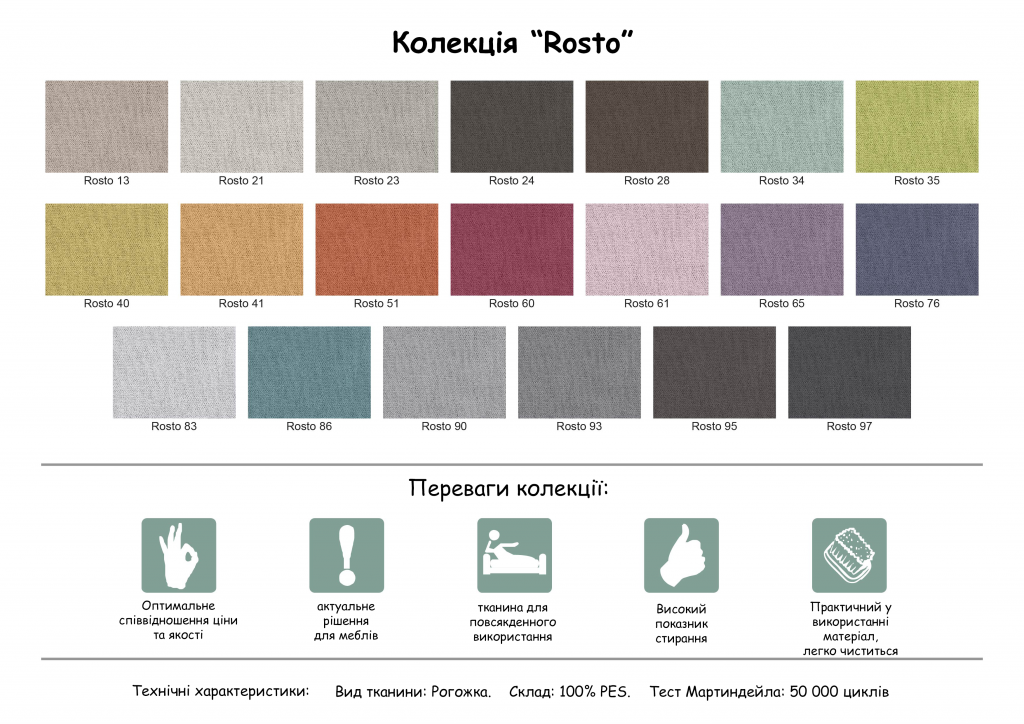 Колекція “Rosto”
Rosto 13
Rosto 21
Rosto 23
Rosto 24
Rosto 28
Rosto 34
Rosto 35
Rosto 40
Rosto 41
Rosto 51
Rosto 60
Rosto 61
Rosto 65
Rosto 76
Rosto 83
Rosto 86
Rosto 90
Rosto 93
Rosto 95
Rosto 97
Переваги колекції:
Оптимальне
співвідношення ціни
та якості
актуальне
рішення
для меблів
тканина для
повсякденного
використання
Високий
показник
стирання
Практичний у
використанні
матеріал,
легко чиститься
Технічні характеристики: Вид тканини: Рогожка. Склад: 100% PES. Тест Мартиндейла: 50 000 циклів